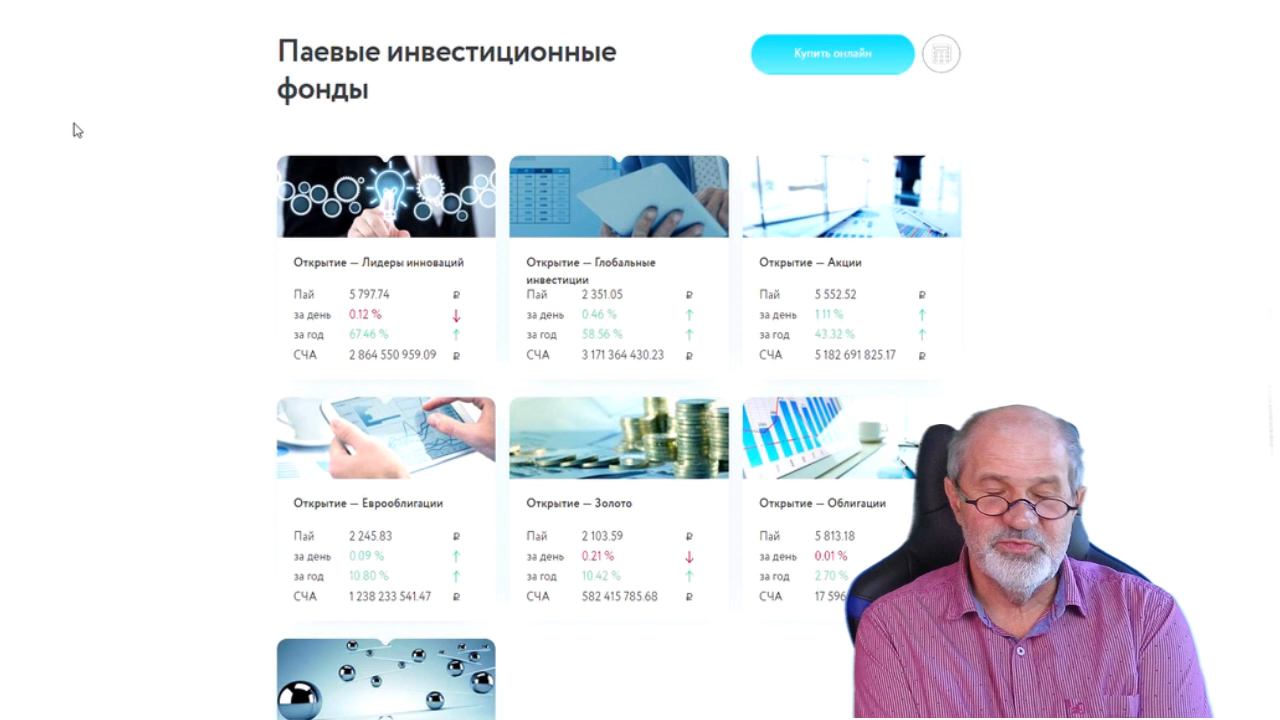 Паевые инвестиционные
фонды
Купить онлайн
Открытие — Лидеры инноваций
Пай 5 797.74 ₽
за день 0.12 % ↓
за год 67.46 % ↑
СЧА 2 864 550 959.09 ₽
Открытие — Глобальные
инвестиции
Пай 2 351.05 ₽
за день 0.46 % ↑
за год 58.56 % ↑
СЧА 3 171 364 430.23 ₽
Открытие — Акции
Пай 5 552.52 ₽
за день 1.11 % ↑
за год 43.32 % ↑
СЧА 5 182 691 825.17 ₽
Открытие — Еврооблигации
Пай 2 245.83 ₽
за день 0.09 % ↑
за год 10.80 % ↑
СЧА 1 238 233 541.47 ₽
Открытие — Золото
Пай 2 103.59 ₽
за день 0.21 % ↓
за год 10.42 % ↑
СЧА 582 415 785.68 ₽
Открытие — Облигации
Пай 5 813.18
за день 0.01 %
за год 2.70 %
СЧА 17 596